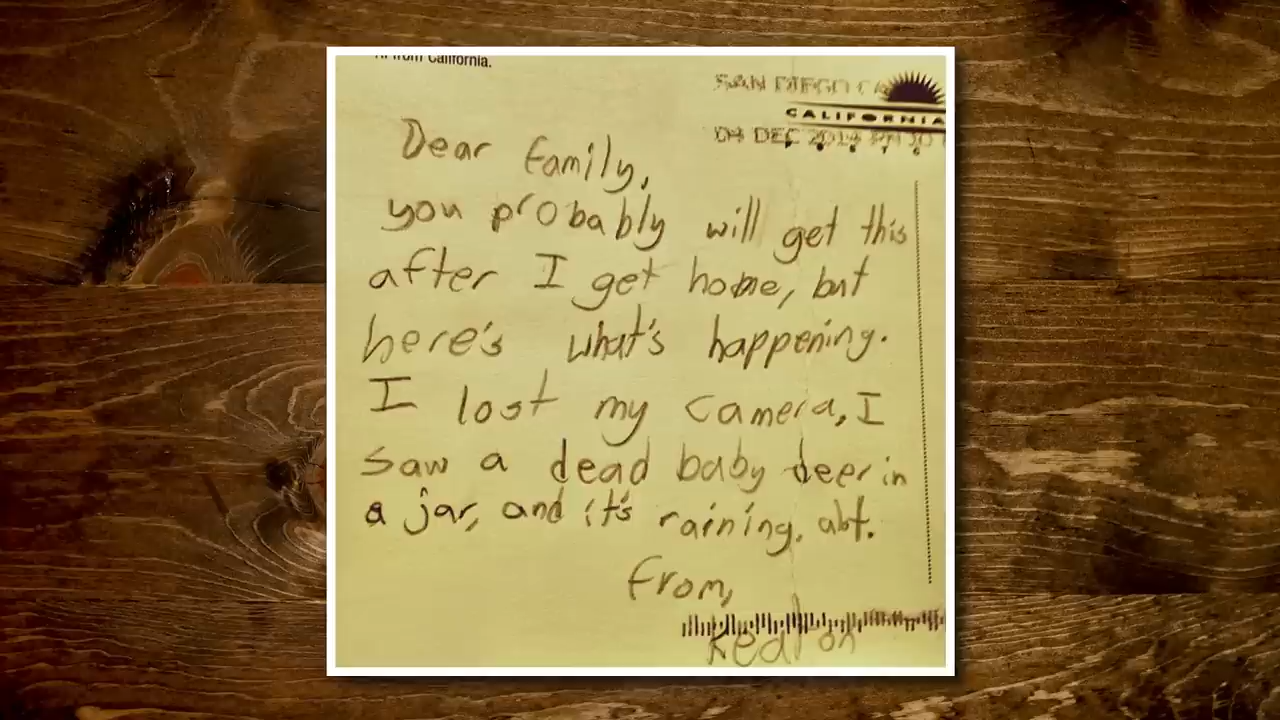 from California.
SAN DIEGO CA
CALIFORNIA
04 DEC 2014 PM
Dear family,
you probably will get this
after I get home, but
here's what's happening.
I lost my camera, I
saw a dead baby deer in
a jar, and it's raining. abt.
from,